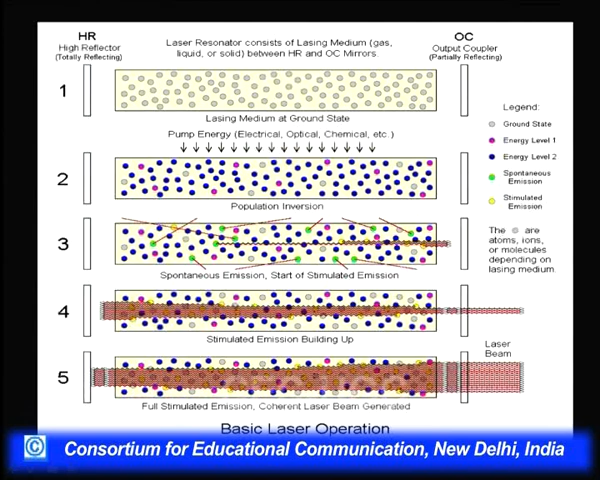 HR
High Reflector
(Totally Reflecting)
Laser Resonator consists of Lasing Medium (gas,
liquid, or solid) between HR and OC Mirrors.
OC
Output Coupler
(Partially Reflecting)
1
Lasing Medium at Ground State
Pump Energy (Electrical, Optical, Chemical, etc.)
2
Population Inversion
3
Spontaneous Emission, Start of Stimulated Emission
4
Stimulated Emission Building Up
5
Full Stimulated Emission, Coherent Laser Beam Generated
Legend:
Ground State
Energy Level 1
Energy Level 2
Spontaneous
Emission
Stimulated
Emission
The are
atoms, ions,
or molecules
depending on
lasing medium.
Laser
Beam
Basic Laser Operation
© Consortium for Educational Communication, New Delhi, India